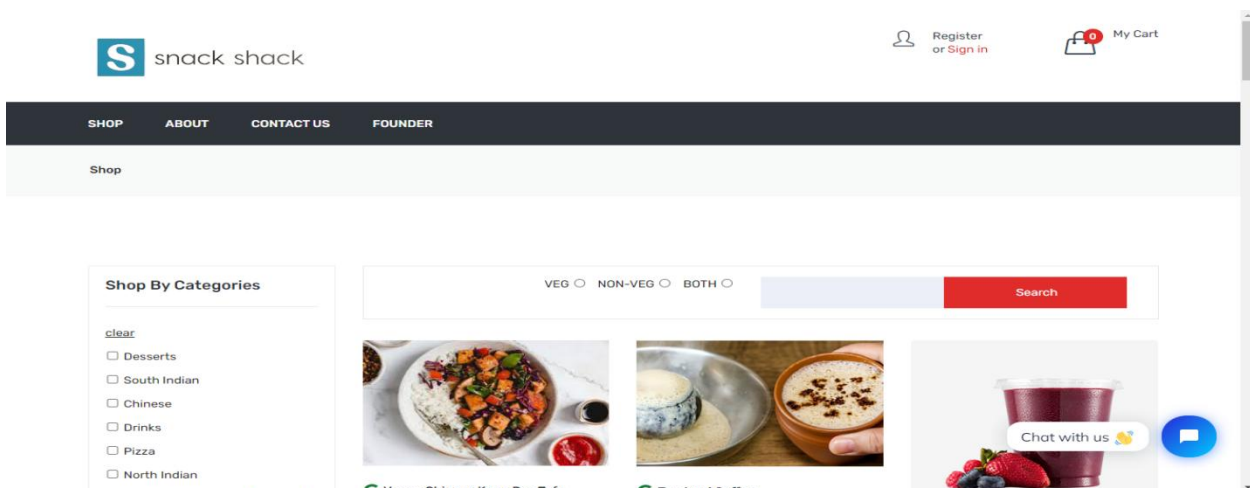 S snack shack
Register
or Sign in
0
My Cart
SHOP ABOUT CONTACT US FOUNDER
Shop
Shop By Categories
VEG NON-VEG BOTH
Search
clear
Desserts
South Indian
Chinese
Drinks
Pizza
North Indian
Chat with us 👋